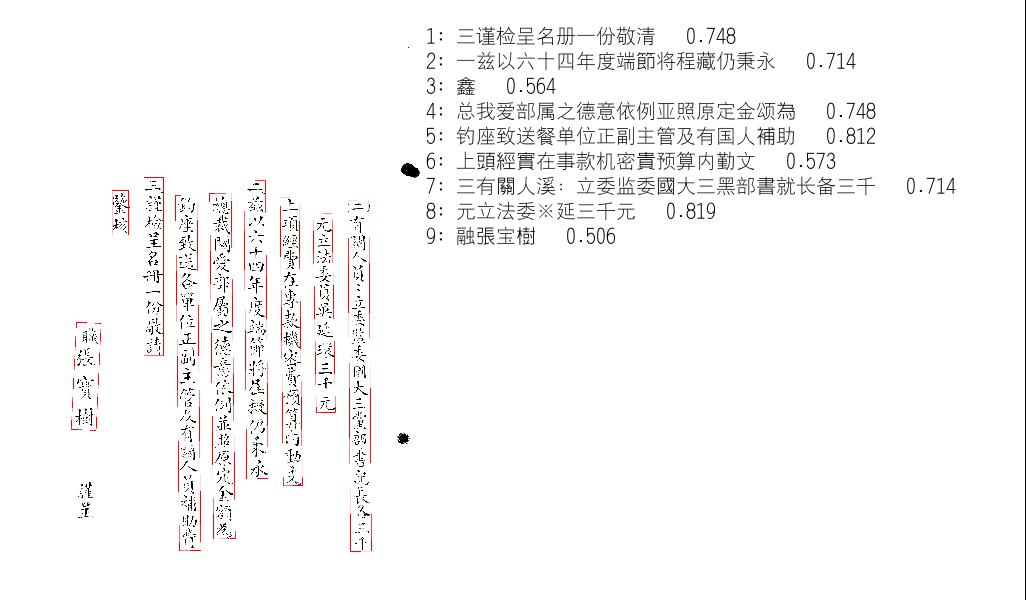 三有關人員：立委監委國大三黨部書記長各三千
元立法委員吳延環三千元
上項經費在專款機密費預算內動支
二茲以六十四年度端節將屆擬仍秉承
總裁關愛部屬之德意依例並照原定金額為
鈞座致送各單位正副主管及有關人員補助費
三謹檢呈名冊一份敬請
鑒核
職張寶樹 謹呈
1: 三谨检呈名册一份敬清 0.748
2: 一兹以六十四年度端節将程藏仍秉永 0.714
3: 鑫 0.564
4: 总我爱部属之德意依例亚照原定金颂為 0.748
5: 钓座致送餐单位正副主管及有国人補助 0.812
6: 上頭經實在事款机密貴预算内勤文 0.573
7: 三有關人溪: 立委监委國大三黑部書就长备三千 0.714
8: 元立法委※延三千元 0.819
9: 融張宝樹 0.506